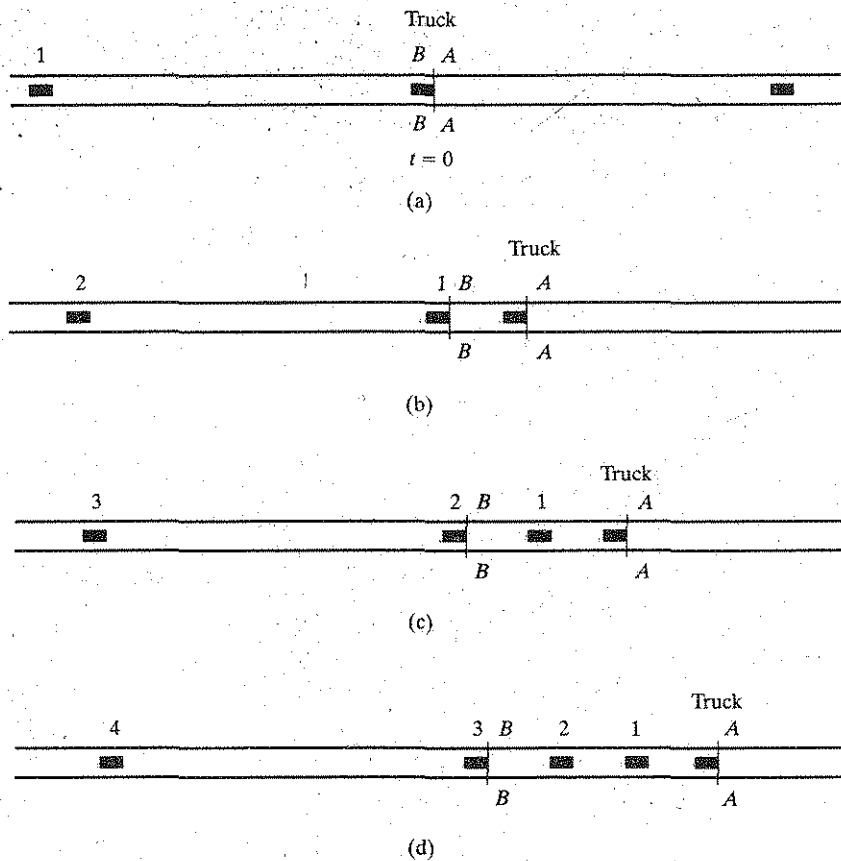 Truck
1 B A
B A
t = 0
(a)
Truck
2 1 B A
B A
(b)
Truck
3 2 B 1 A
B A
(c)
Truck
4 3 B 2 1 A
B A
(d)